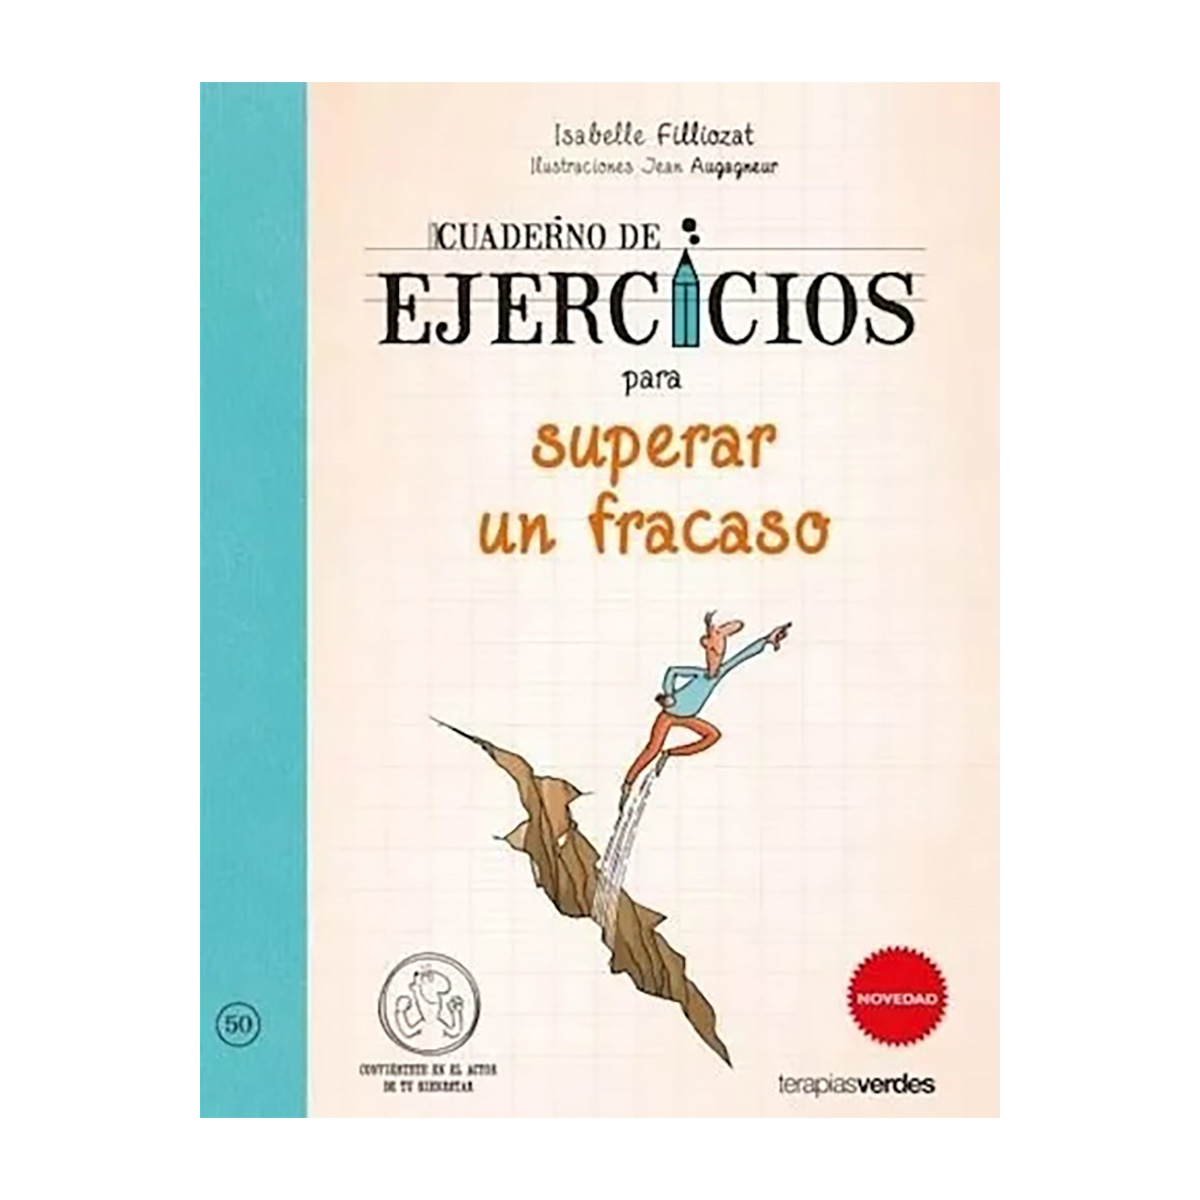 Isabelle Filliozat
Ilustraciones Jean Augagneur
CUADERNO DE
EJERCICIOS
para
superar
un fracaso
50
CONVIÉRTETE EN EL ACTOR
DE TU BIENESTAR
NOVEDAD
terapiasverdes